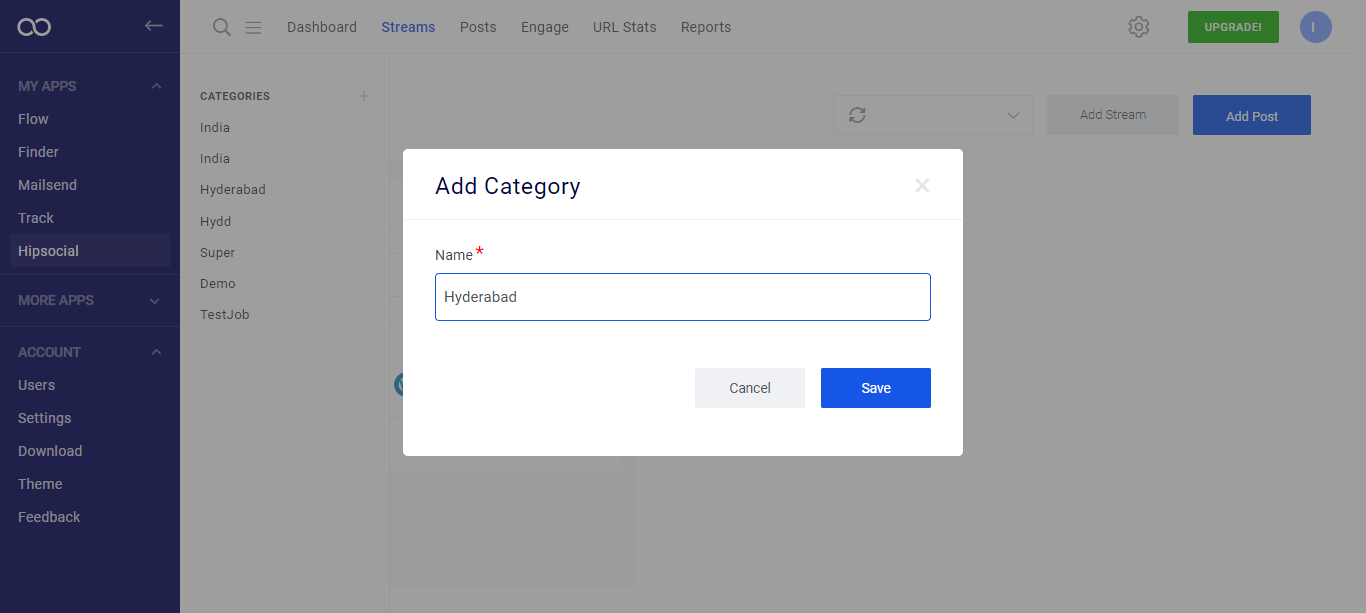 Dashboard Streams Posts Engage URL Stats Reports UPGRADE! I
MY APPS
Flow
Finder
Mailsend
Track
Hipsocial
MORE APPS
ACCOUNT
Users
Settings
Download
Theme
Feedback
CATEGORIES +
India
India
Hyderabad
Hydd
Super
Demo
TestJob
Add Stream Add Post
Add Category
Name *
Hyderabad
Cancel Save